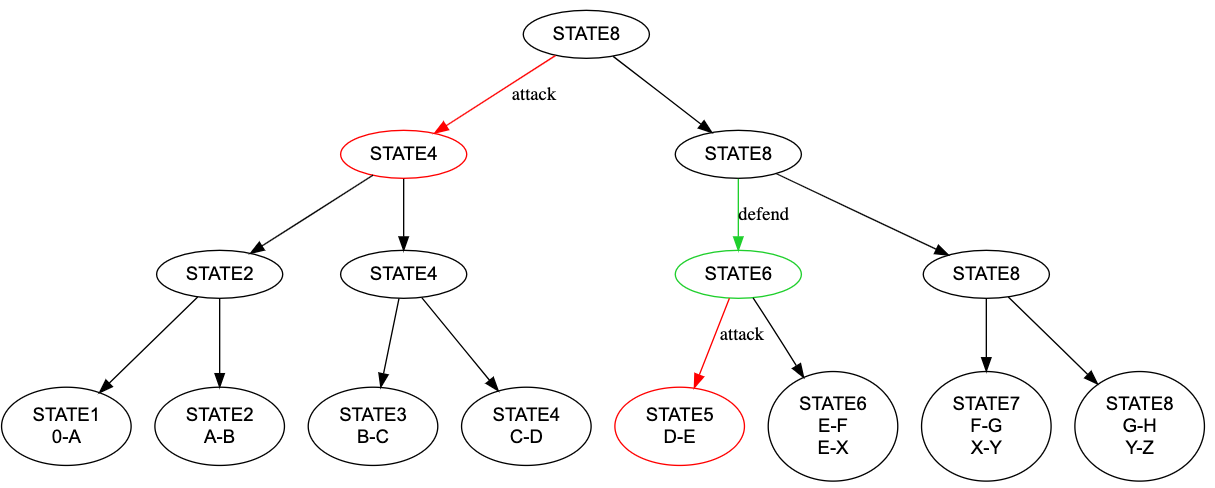 STATE8
attack
STATE4
STATE8
defend
STATE2
STATE4
STATE6
STATE8
attack
STATE1
0-A
STATE2
A-B
STATE3
B-C
STATE4
C-D
STATE5
D-E
STATE6
E-F
E-X
STATE7
F-G
X-Y
STATE8
G-H
Y-Z